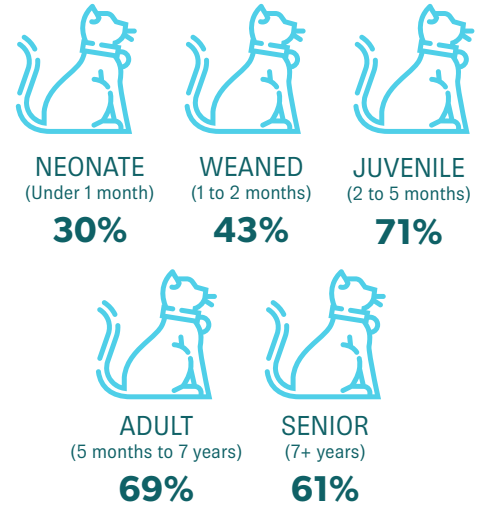 NEONATE
(Under 1 month)
30%
WEANED
(1 to 2 months)
43%
JUVENILE
(2 to 5 months)
71%
ADULT
(5 months to 7 years)
69%
SENIOR
(7+ years)
61%